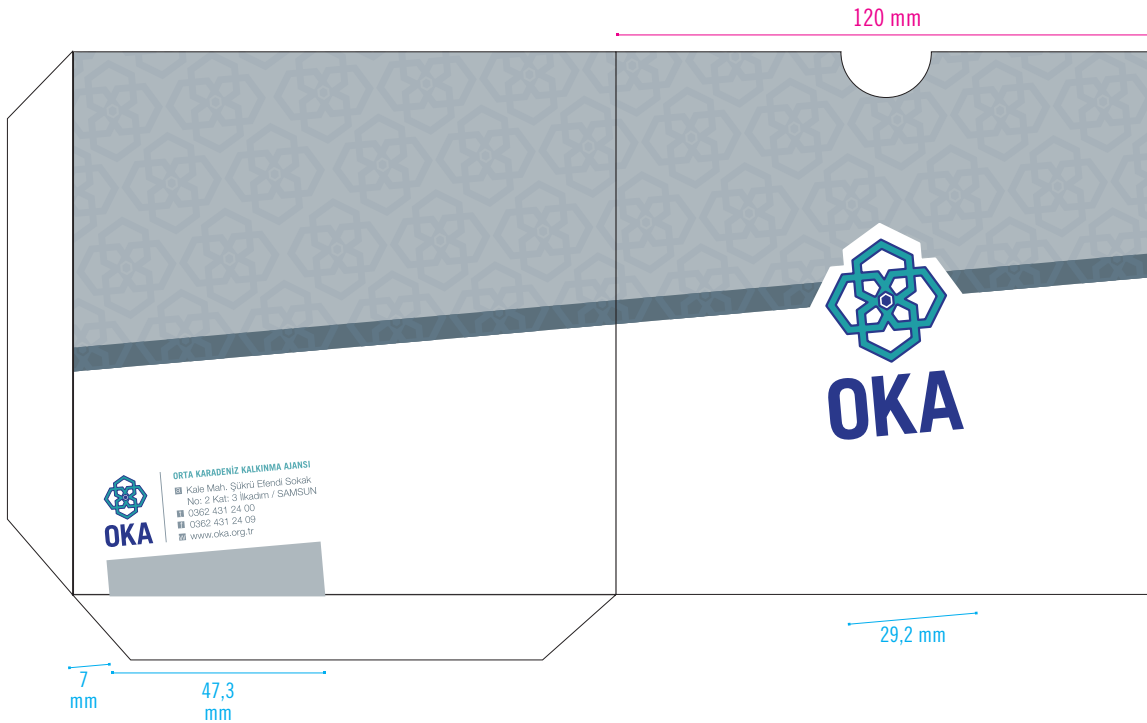 120 mm
OKA
ORTA KARADENİZ KALKINMA AJANSI
a Kale Mah. Şükrü Efendi Sokak
No: 2 Kat: 3 İlkadım / SAMSUN
t 0362 431 24 00
f 0362 431 24 09
w www.oka.org.tr
OKA
29,2 mm
7
mm
47,3
mm